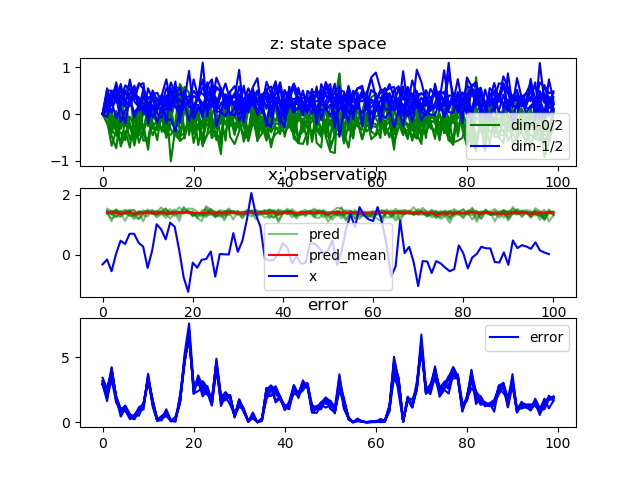 z: state space
1
0
−1
dim-0/2
dim-1/2
0 20 40 60 80 100
x: observation
2
0
pred
pred_mean
x
0 20 40 60 80 100
error
5
0
error
0 20 40 60 80 100